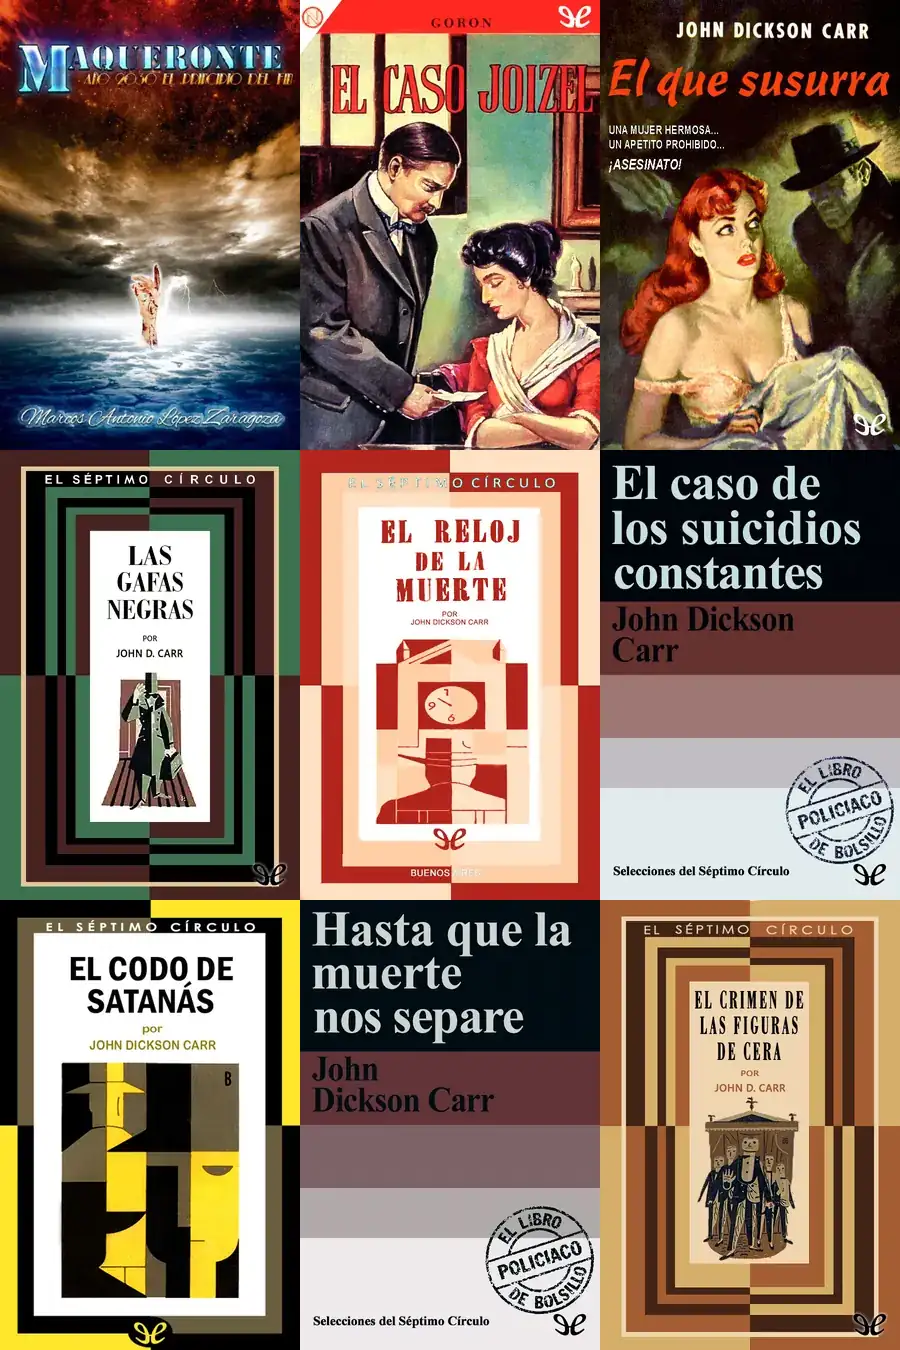 MAQUERONTE
AÑO 2030 EL PRINCIPIO DEL FIN
Marcos Antonio López Zaragoza
GORON
EL CASO JOIZEL
JOHN DICKSON CARR
El que susurra
UNA MUJER HERMOSA...
UN APETITO PROHIBIDO...
¡ASESINATO!
EL SÉPTIMO CÍRCULO
LAS
GAFAS
NEGRAS
POR
JOHN D. CARR
EL SÉPTIMO CÍRCULO
EL RELOJ
DE LA
MUERTE
POR
JOHN DICKSON CARR
1
9
6
BUENOS AIRES
El caso de
los suicidios
constantes
John Dickson
Carr
EL LIBRO
POLICIACO
DE BOLSILLO
Selecciones del Séptimo Círculo
EL SÉPTIMO CÍRCULO
EL CODO DE
SATANÁS
por
JOHN DICKSON CARR
B
Hasta que la
muerte
nos separe
John
Dickson Carr
EL LIBRO
POLICIACO
DE BOLSILLO
Selecciones del Séptimo Círculo
EL SÉPTIMO CÍRCULO
EL CRIMEN DE
LAS FIGURAS
DE CERA
POR
JOHN D. CARR